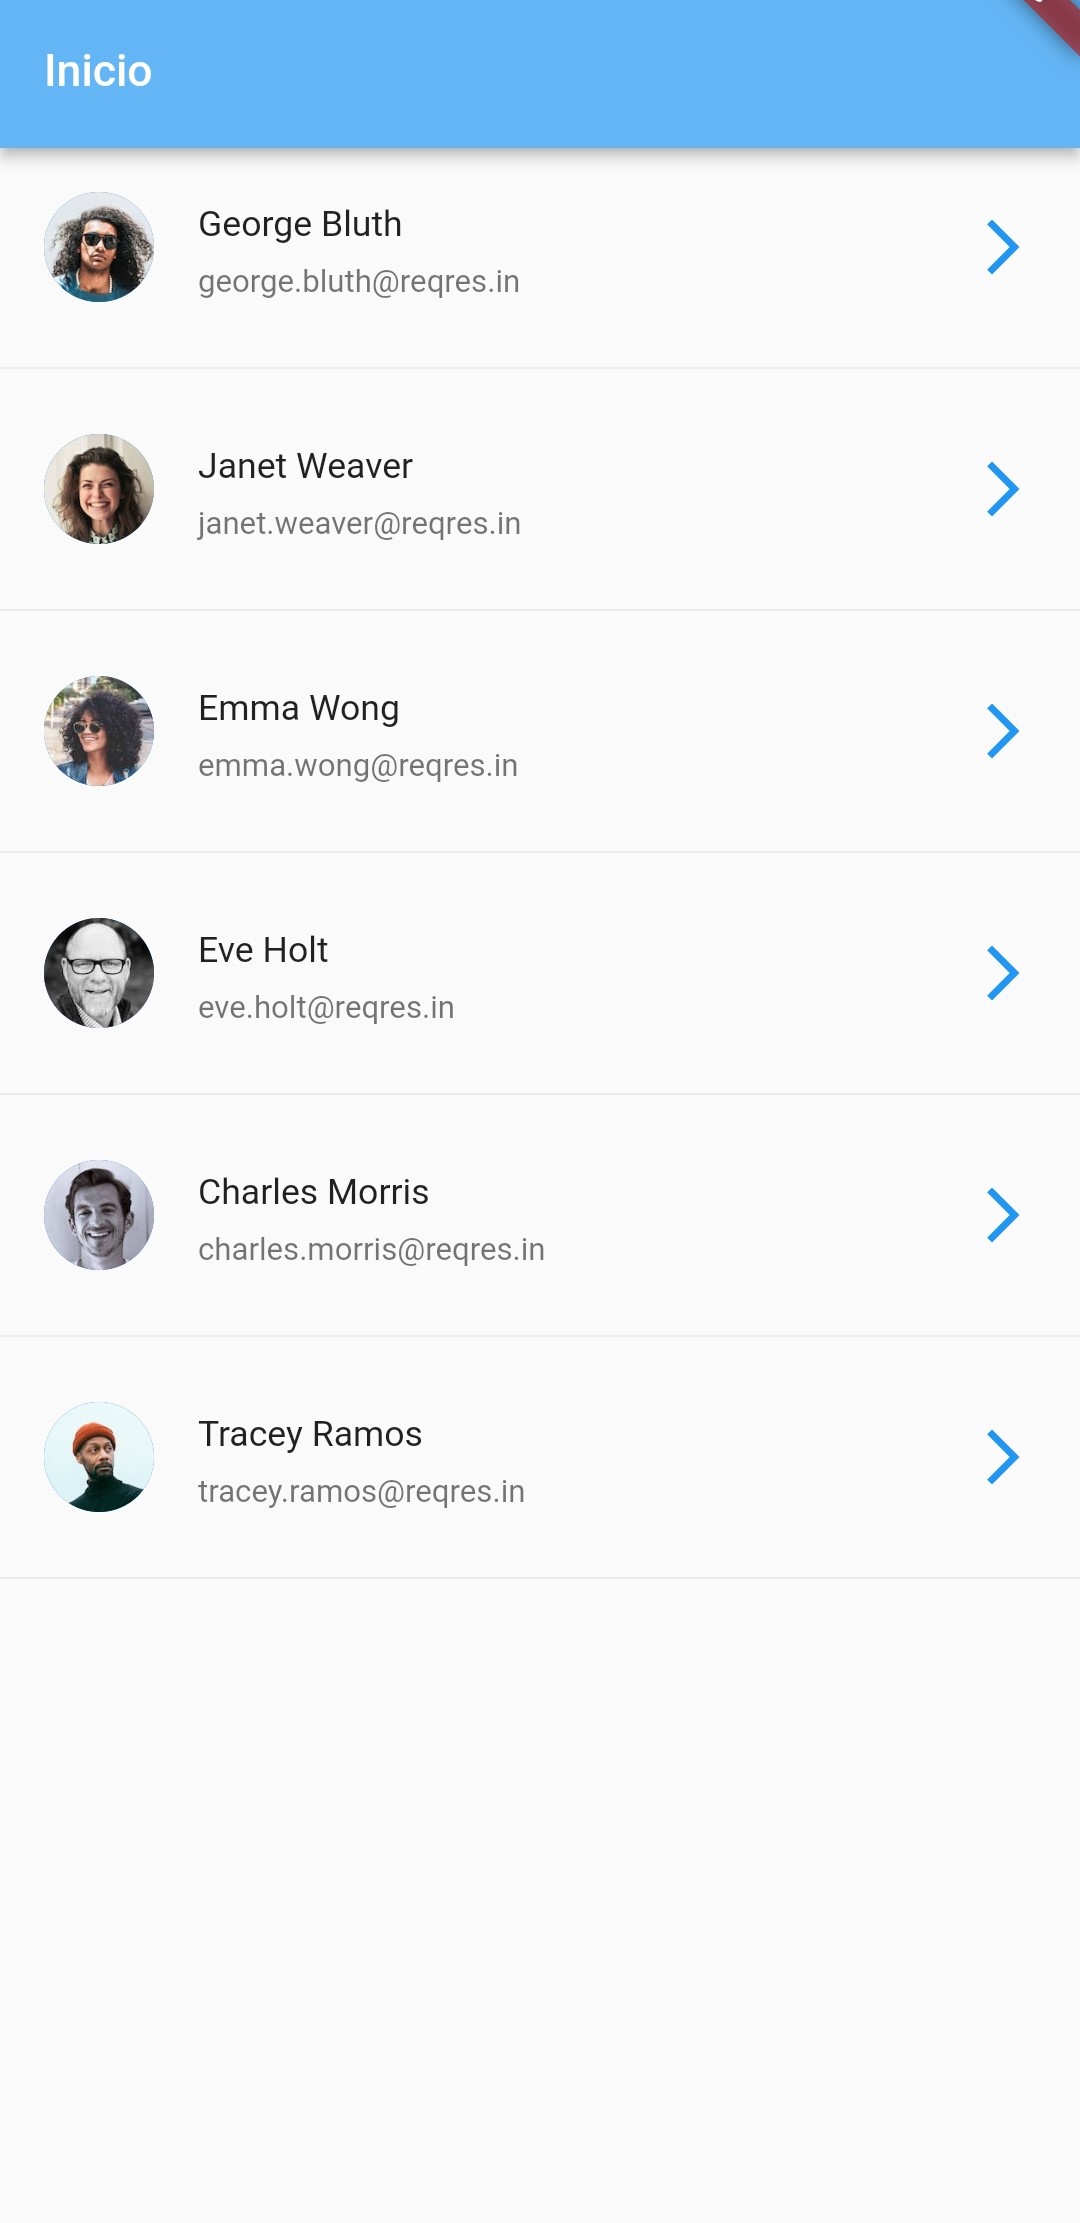 Inicio
George Bluth
george.bluth@reqres.in
Janet Weaver
janet.weaver@reqres.in
Emma Wong
emma.wong@reqres.in
Eve Holt
eve.holt@reqres.in
Charles Morris
charles.morris@reqres.in
Tracey Ramos
tracey.ramos@reqres.in